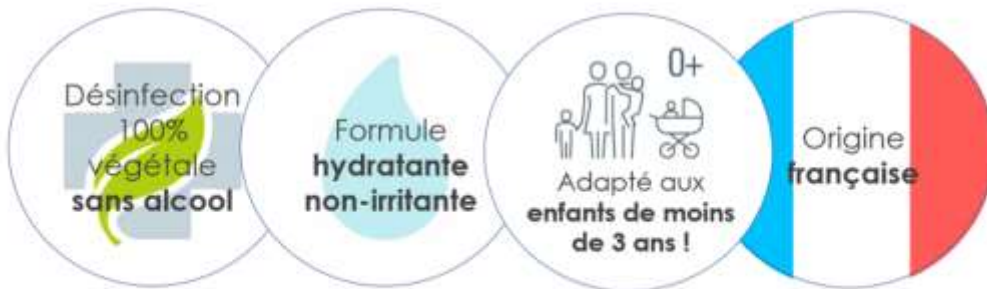 Désinfection
100%
végétale
sans alcool
Formule
hydratante
non-irritante
0+
Adapté aux
enfants de moins
de 3 ans !
Origine
française